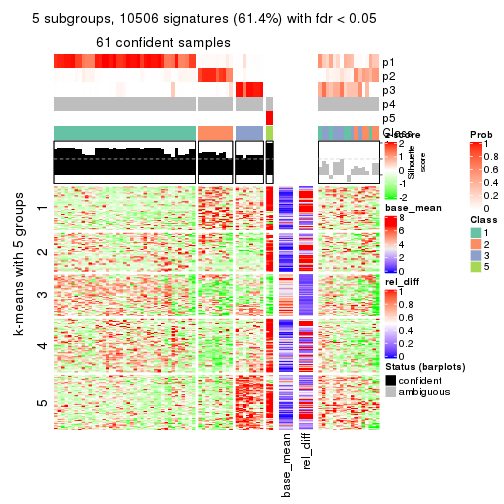 5 subgroups, 10506 signatures (61.4%) with fdr < 0.05
61 confident samples
p1
p2
p3
p4
p5
Class
z-score
2
1
0
-1
-2
Silhouette
score
Prob
1
0.8
0.6
0.4
0.2
0
base_mean
8
6
4
2
0
Class
1
2
3
5
rel_diff
1
0.8
0.6
0.4
0.2
0
Status (barplots)
confident
ambiguous
k-means with 5 groups
1
2
3
4
5
base_mean
rel_diff